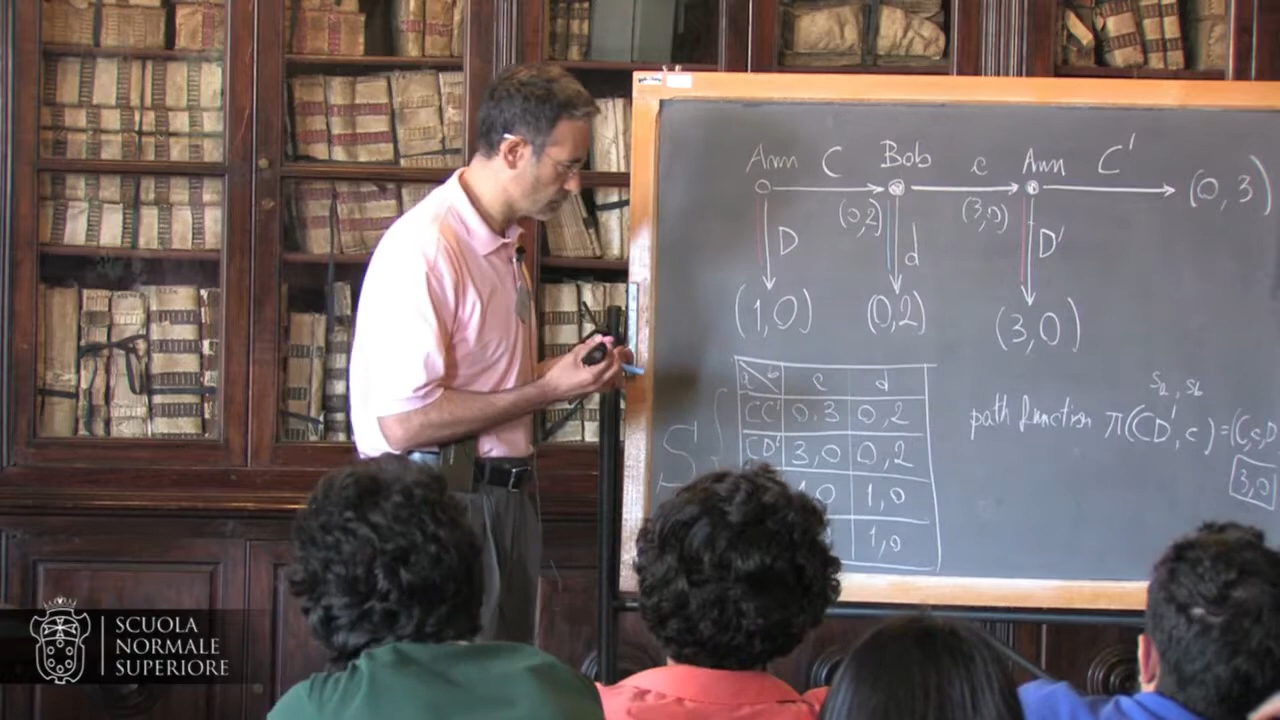 Ann C Bob c Ann C'
(0,3)
(0,2) (3,0)
D d D'
(1,0) (0,2) (3,0)
a b c d
CC' 0,3 0,2
CD' 3,0 0,2
1,0 1,0
1,0
S
sa, sb
path function π(CD', c) = (C,c,D
3,0
SCUOLA
NORMALE
SUPERIORE